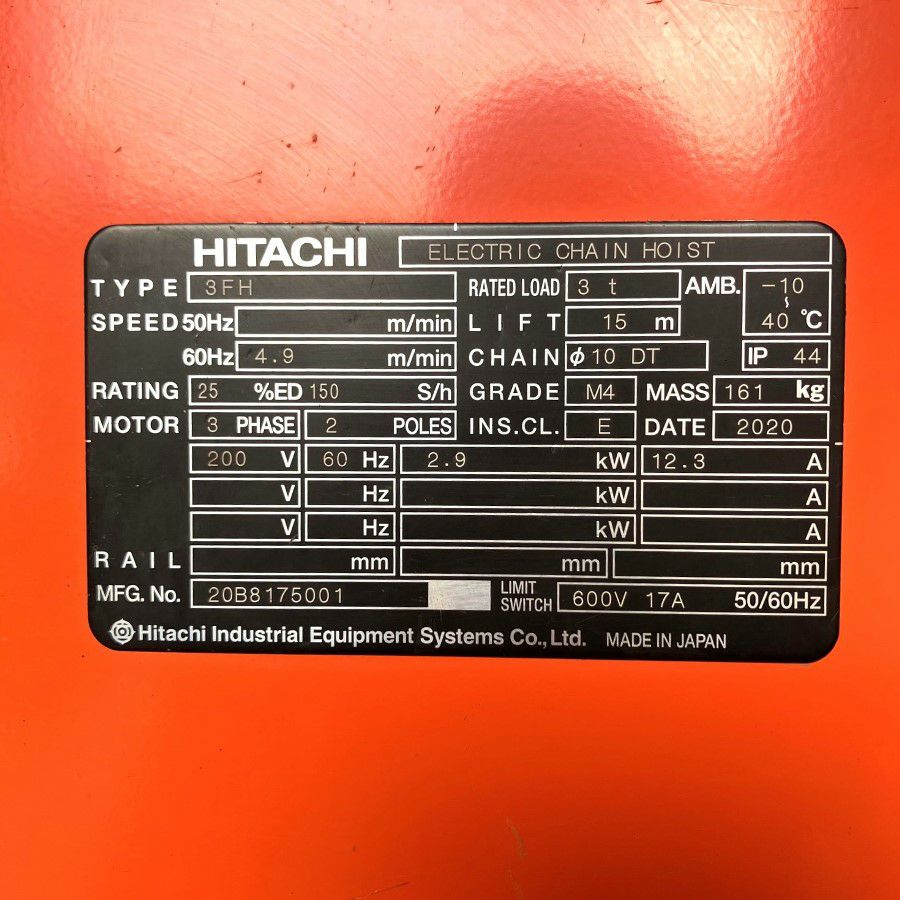 HITACHI ELECTRIC CHAIN HOIST
TYPE 3FH RATED LOAD 3 t AMB. -10 ~ 40 °C
SPEED 50Hz m/min LIFT 15 m
60Hz 4.9 m/min CHAIN φ10 DT IP 44
RATING 25 %ED 150 S/h GRADE M4 MASS 161 kg
MOTOR 3 PHASE 2 POLES INS.CL. E DATE 2020
200 V 60 Hz 2.9 kW 12.3 A
V Hz kW A
V Hz kW A
RAIL mm mm mm
MFG. No. 20B8175001 LIMIT SWITCH 600V 17A 50/60Hz
Hitachi Industrial Equipment Systems Co., Ltd. MADE IN JAPAN